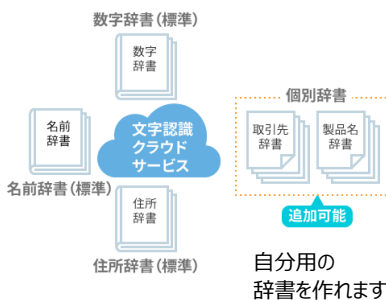 数字辞書(標準)
数字
辞書
個別辞書
名前
辞書
文字認識
クラウド
サービス
取引先
辞書
製品名
辞書
名前辞書(標準)
住所
辞書
追加可能
住所辞書(標準)
自分用の
辞書を作れます